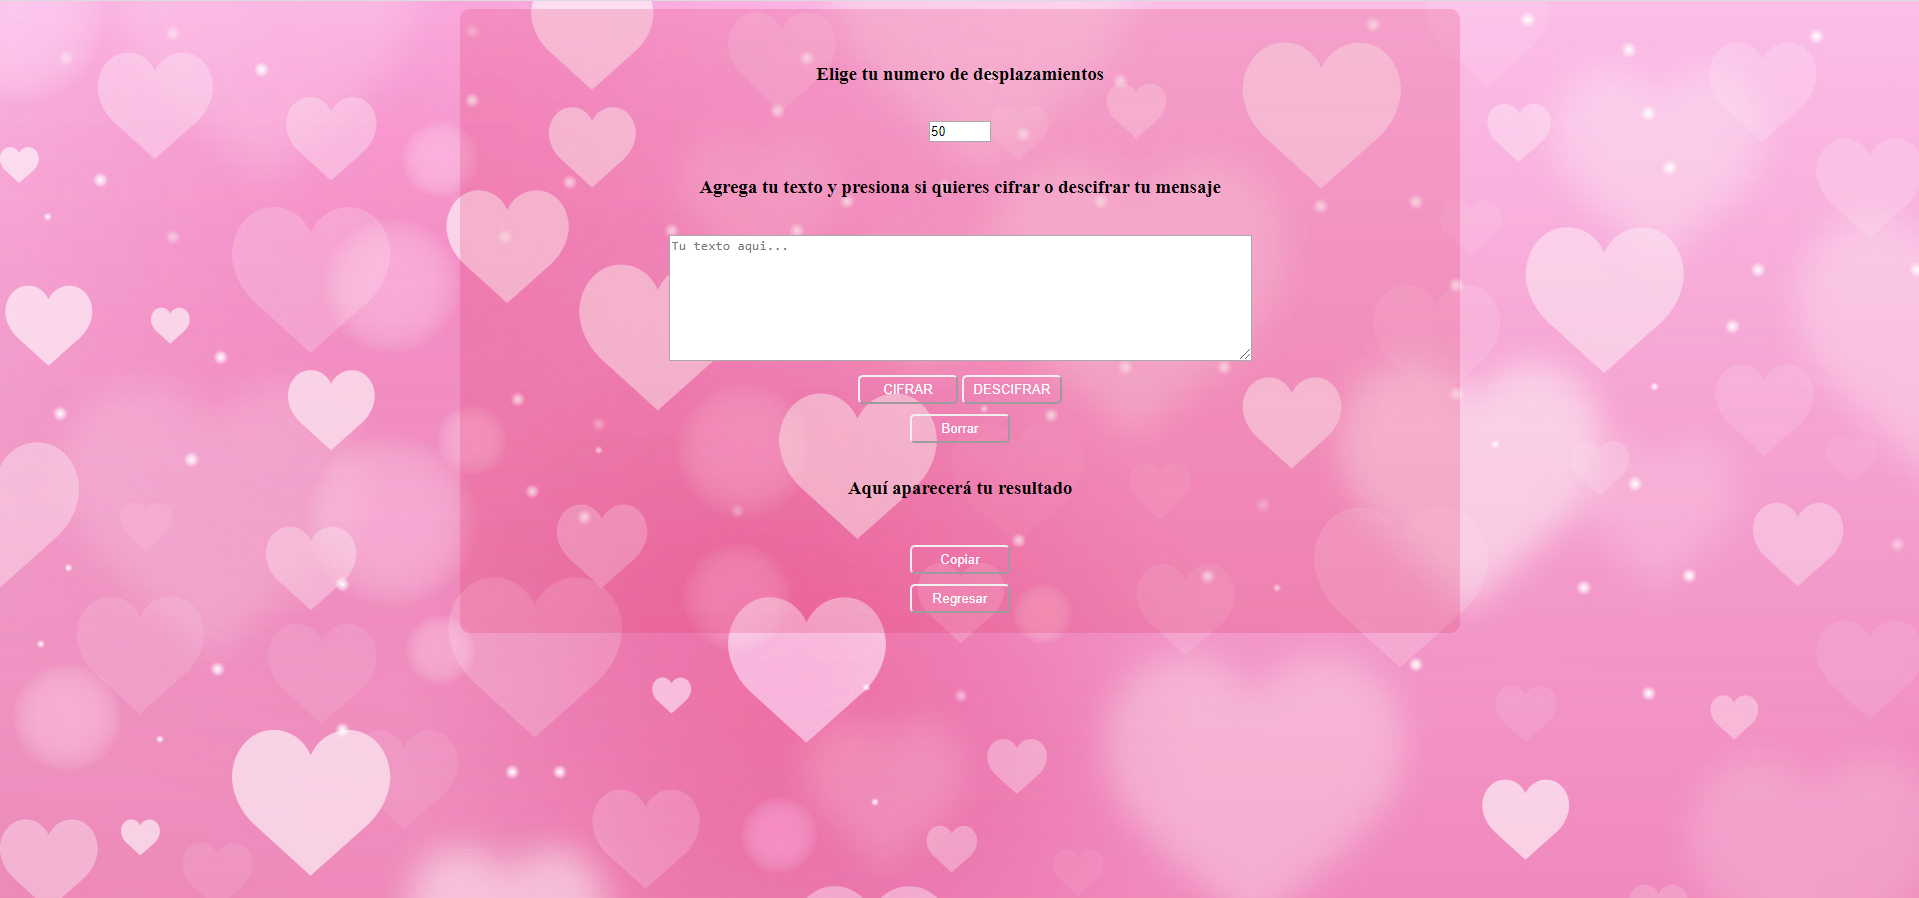 Elige tu numero de desplazamientos
50
Agrega tu texto y presiona si quieres cifrar o descifrar tu mensaje
Tu texto aqui...
CIFRAR DESCIFRAR
Borrar
Aquí aparecerá tu resultado
Copiar
Regresar